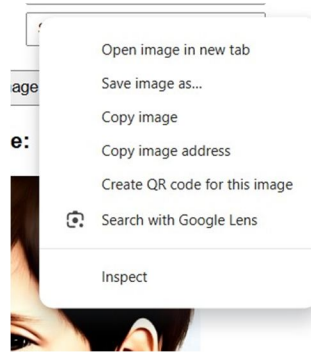 age
e:
Open image in new tab
Save image as...
Copy image
Copy image address
Create QR code for this image
Search with Google Lens
Inspect